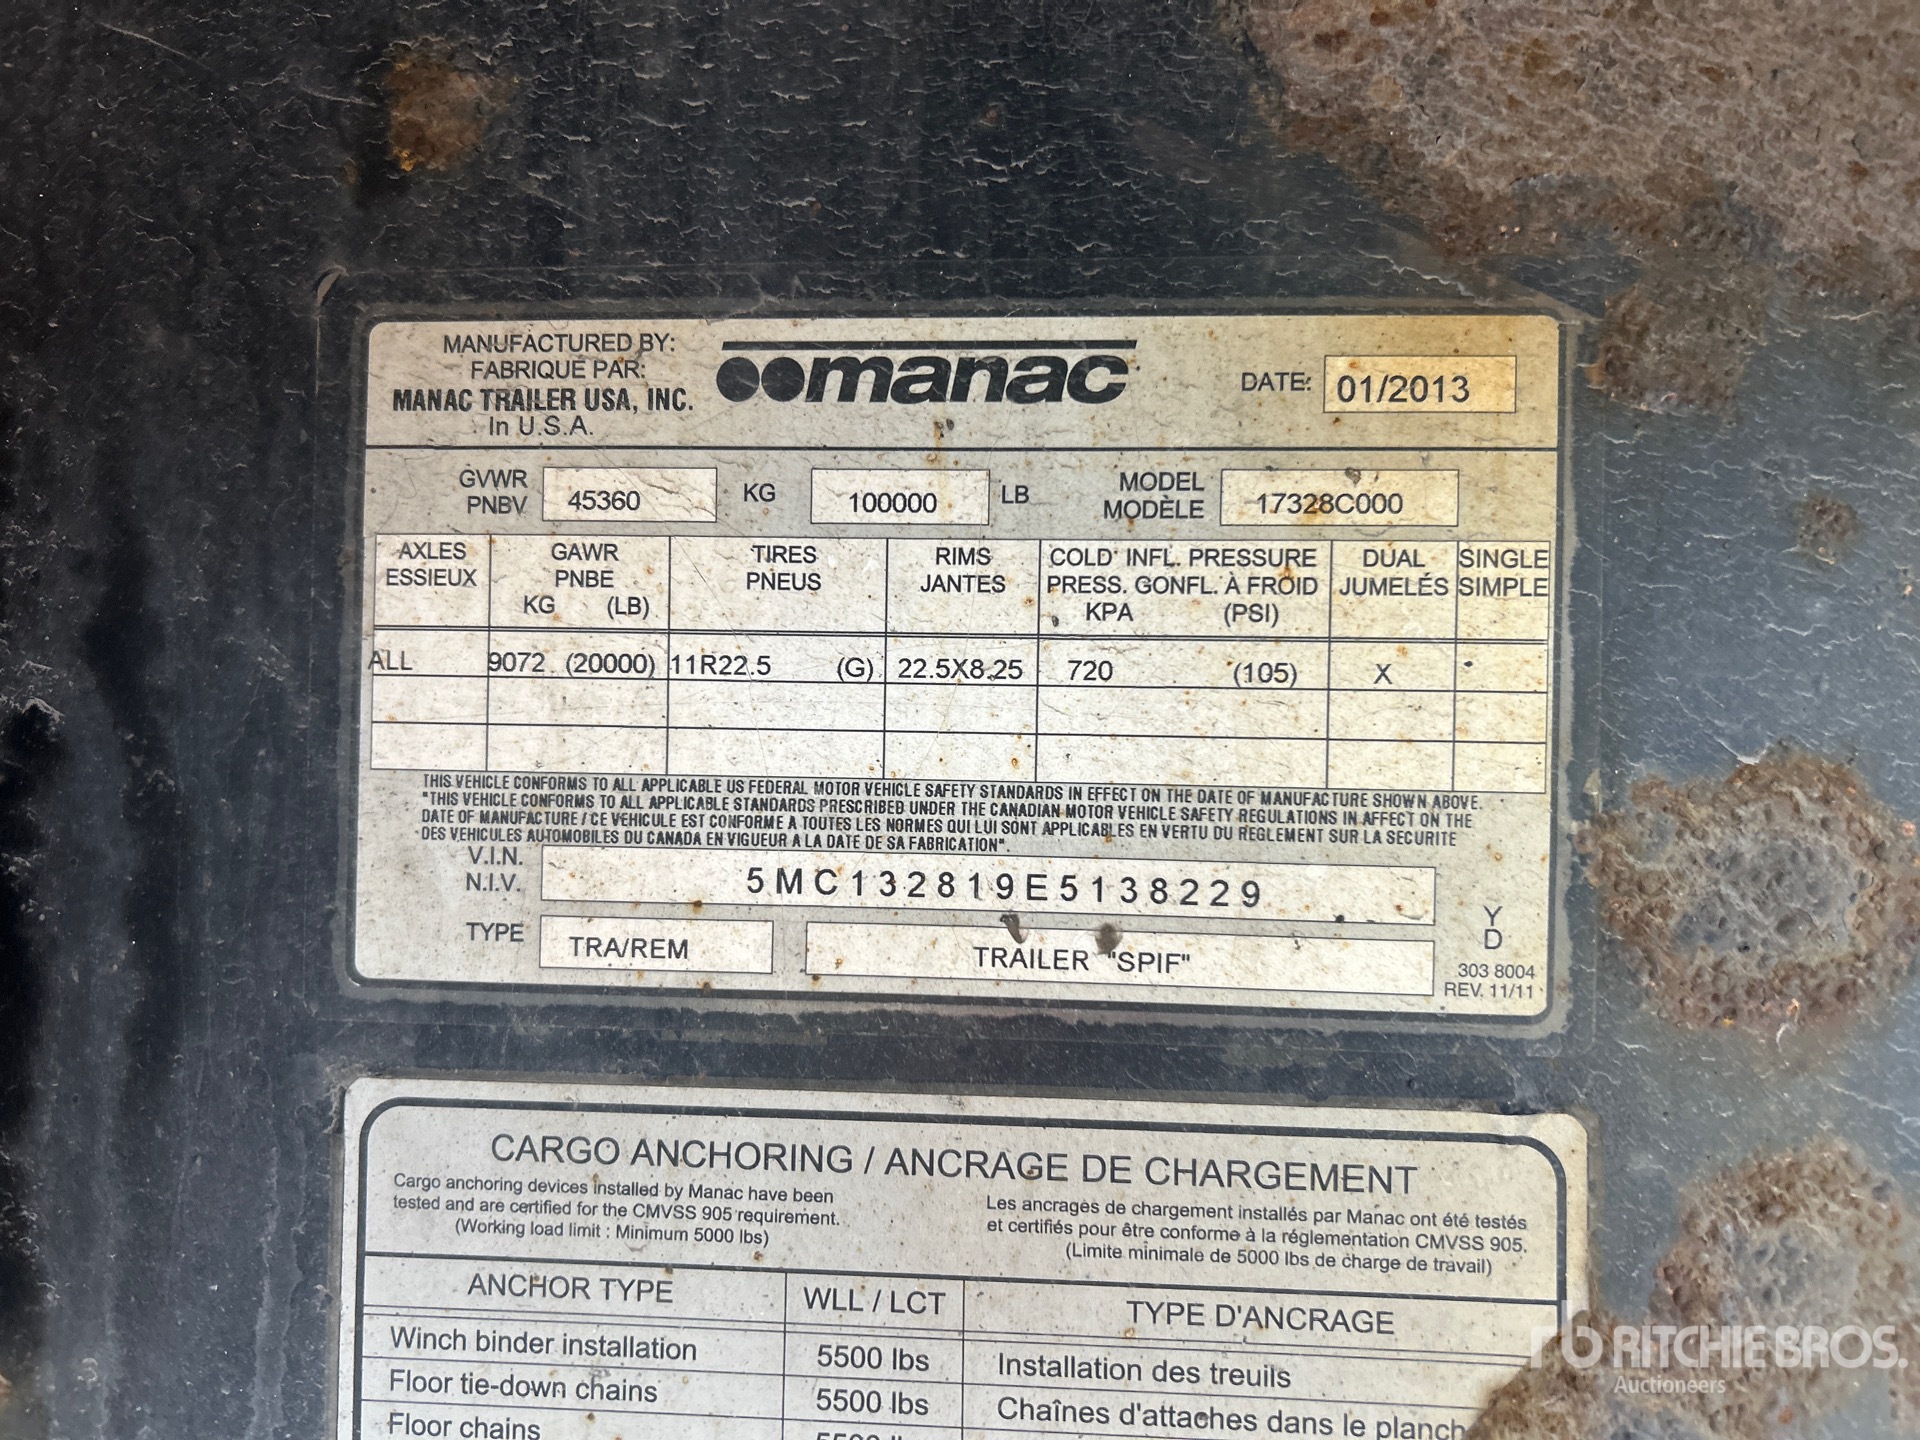 MANUFACTURED BY:
FABRIQUÉ PAR:
MANAC TRAILER USA, INC.
In U.S.A.
manac
DATE: 01/2013
GVWR
PNBV
45360 KG 100000 LB
MODEL
MODÈLE
17328C000
AXLES
ESSIEUX
GAWR
PNBE
KG (LB)
TIRES
PNEUS
RIMS
JANTES
COLD INFL. PRESSURE
PRESS. GONFL. À FROID
KPA (PSI)
DUAL
JUMELÉS
SINGLE
SIMPLE
ALL 9072 (20000) 11R22.5 (G) 22.5X8.25 720 (105) X
THIS VEHICLE CONFORMS TO ALL APPLICABLE US FEDERAL MOTOR VEHICLE SAFETY STANDARDS IN EFFECT ON THE DATE OF MANUFACTURE SHOWN ABOVE.
"THIS VEHICLE CONFORMS TO ALL APPLICABLE STANDARDS PRESCRIBED UNDER THE CANADIAN MOTOR VEHICLE SAFETY REGULATIONS IN AFFECT ON THE
DATE OF MANUFACTURE / CE VEHICULE EST CONFORME A TOUTES LES NORMES QUI LUI SONT APPLICABLES EN VERTU DU REGLEMENT SUR LA SECURITE
DES VEHICULES AUTOMOBILES DU CANADA EN VIGUEUR A LA DATE DE SA FABRICATION".
V.I.N.
N.I.V.
5MC132819E5138229
TYPE TRA/REM TRAILER "SPIF"
Y
D
303 8004
REV. 11/11
CARGO ANCHORING / ANCRAGE DE CHARGEMENT
Cargo anchoring devices installed by Manac have been
tested and are certified for the CMVSS 905 requirement.
(Working load limit : Minimum 5000 lbs)
Les ancrages de chargement installés par Manac ont été testés
et certifiés pour être conforme à la réglementation CMVSS 905.
(Limite minimale de 5000 lbs de charge de travail)
ANCHOR TYPE WLL / LCT TYPE D'ANCRAGE
Winch binder installation 5500 lbs Installation des treuils
Floor tie-down chains 5500 lbs Chaînes d'attaches dans le planch
Floor chains
rb RITCHIE BROS.
Auctioneers